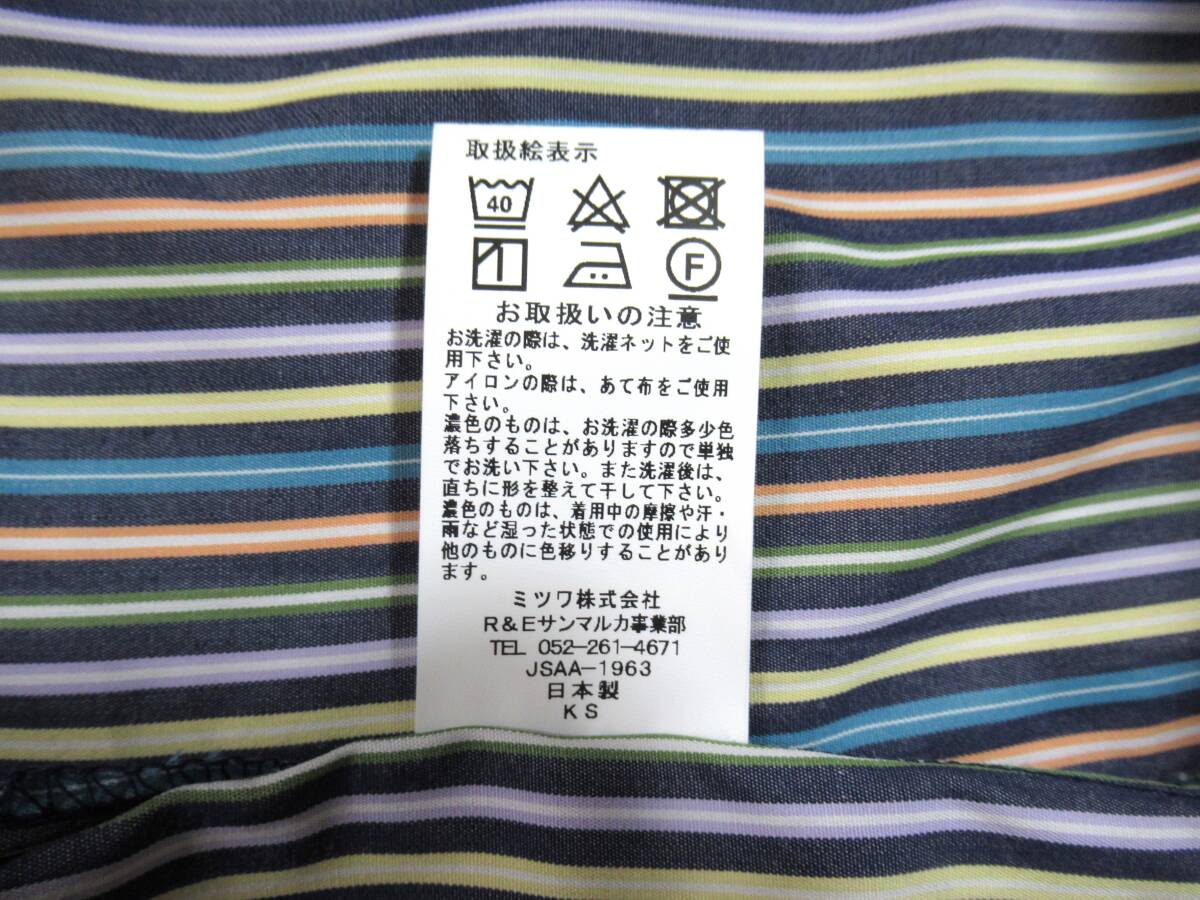 取扱絵表示
40
F
お取扱いの注意
お洗濯の際は、洗濯ネットをご使
用下さい。
アイロンの際は、あて布をご使用
下さい。
濃色のものは、お洗濯の際多少色
落ちすることがありますので単独
でお洗い下さい。また洗濯後は、
直ちに形を整えて干して下さい。
濃色のものは、着用中の摩擦や汗・
雨など湿った状態での使用により
他のものに色移りすることがあり
ます。
ミツワ株式会社
R&Eサンマルカ事業部
TEL 052-261-4671
JSAA-1963
日本製
KS